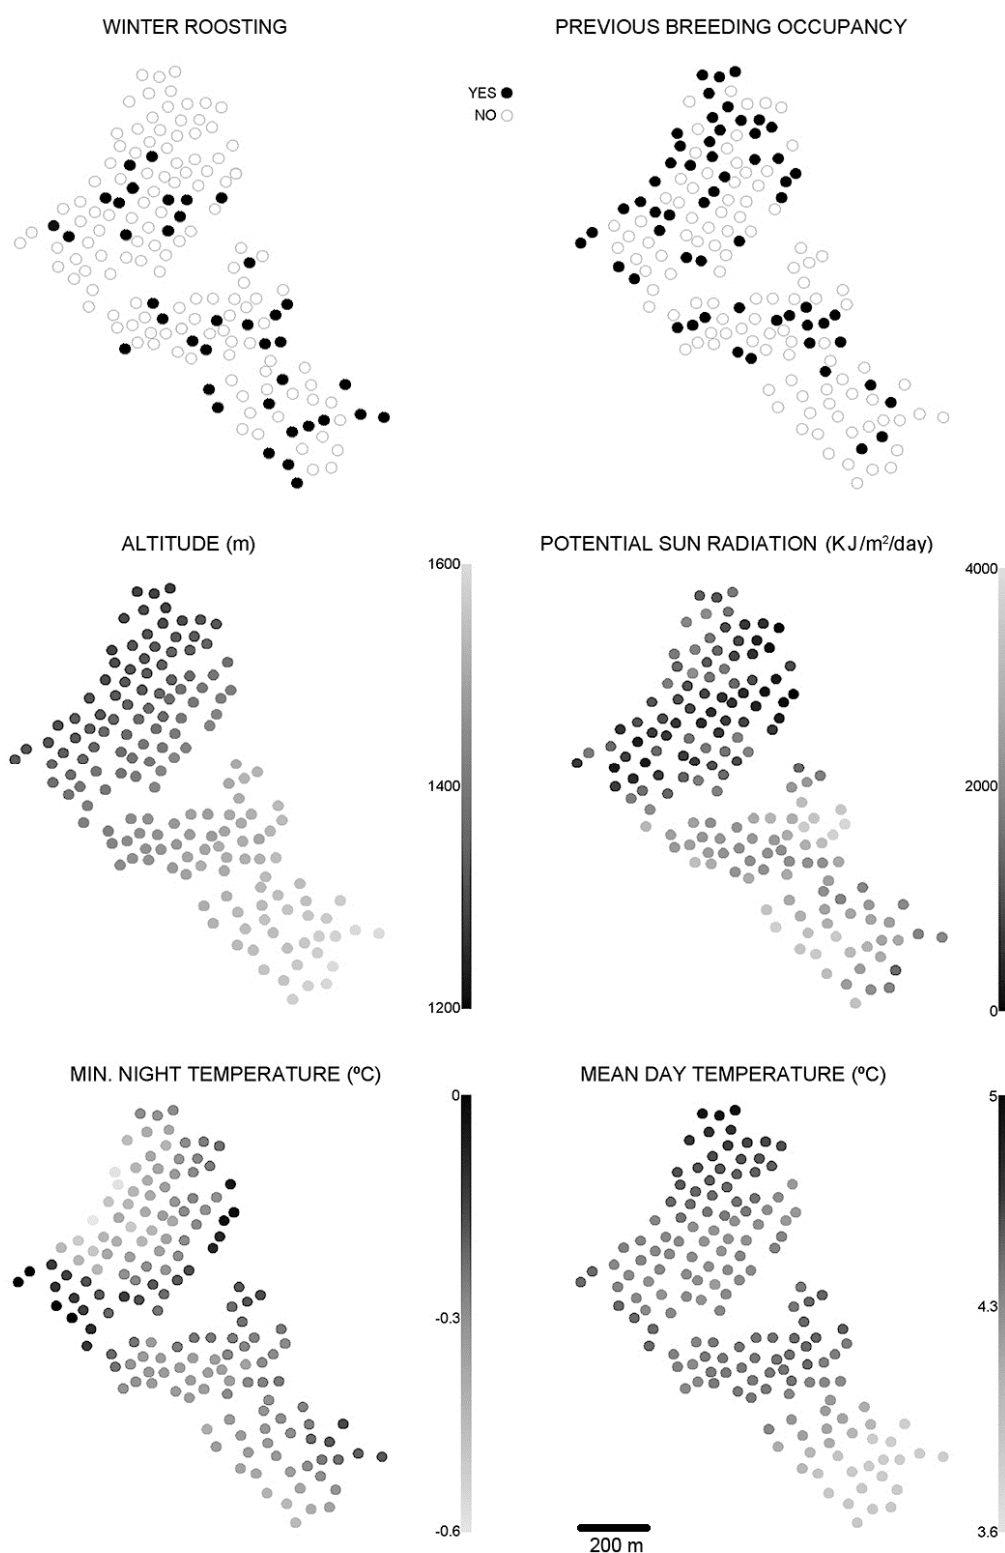 WINTER ROOSTING
PREVIOUS BREEDING OCCUPANCY
YES
NO
ALTITUDE (m)
POTENTIAL SUN RADIATION (KJ/m²/day)
1600
4000
1400
2000
1200
0
MIN. NIGHT TEMPERATURE (ºC)
MEAN DAY TEMPERATURE (ºC)
0
5
-0.3
4.3
-0.6
3.6
200 m